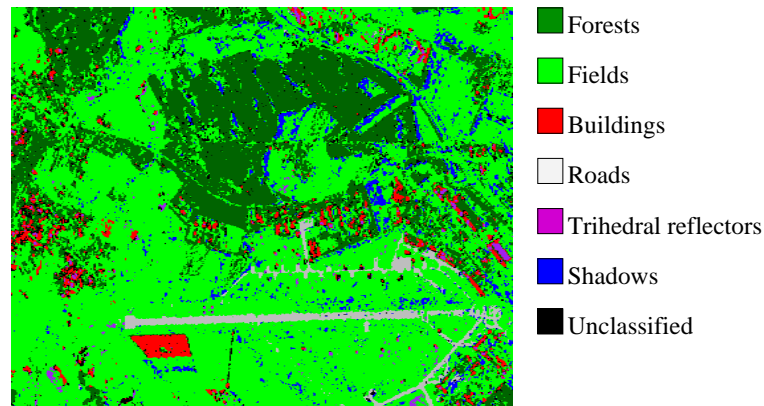 Forests
Fields
Buildings
Roads
Trihedral reflectors
Shadows
Unclassified